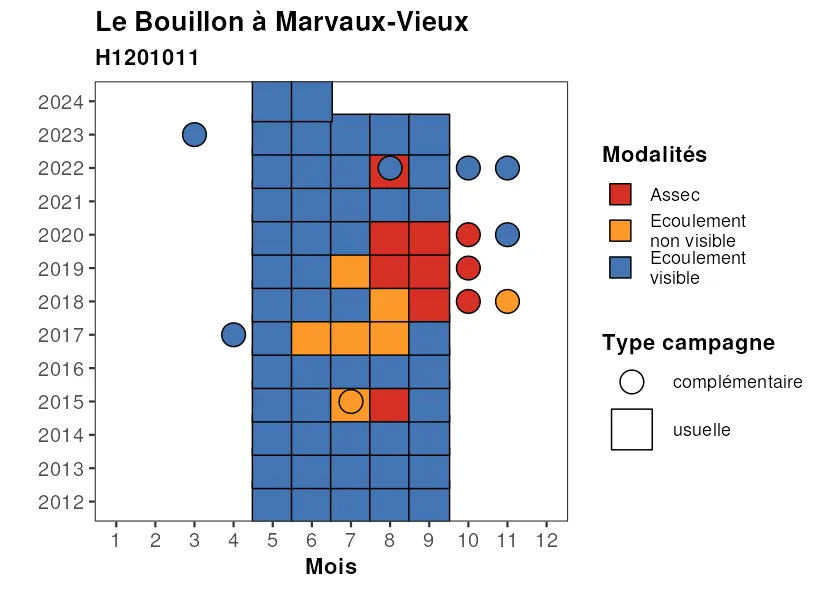 Le Bouillon à Marvaux-Vieux
H1201011
2024
2023
2022
2021
2020
2019
2018
2017
2016
2015
2014
2013
2012
1 2 3 4 5 6 7 8 9 10 11 12
Mois
Modalités
Assec
Ecoulement
non visible
Ecoulement
visible
Type campagne
complémentaire
usuelle